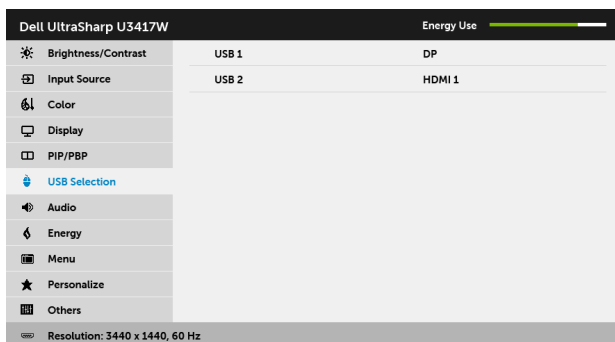 Dell UltraSharp U3417W Energy Use
Brightness/Contrast USB 1 DP
Input Source USB 2 HDMI 1
Color
Display
PIP/PBP
USB Selection
Audio
Energy
Menu
Personalize
Others
Resolution: 3440 x 1440, 60 Hz